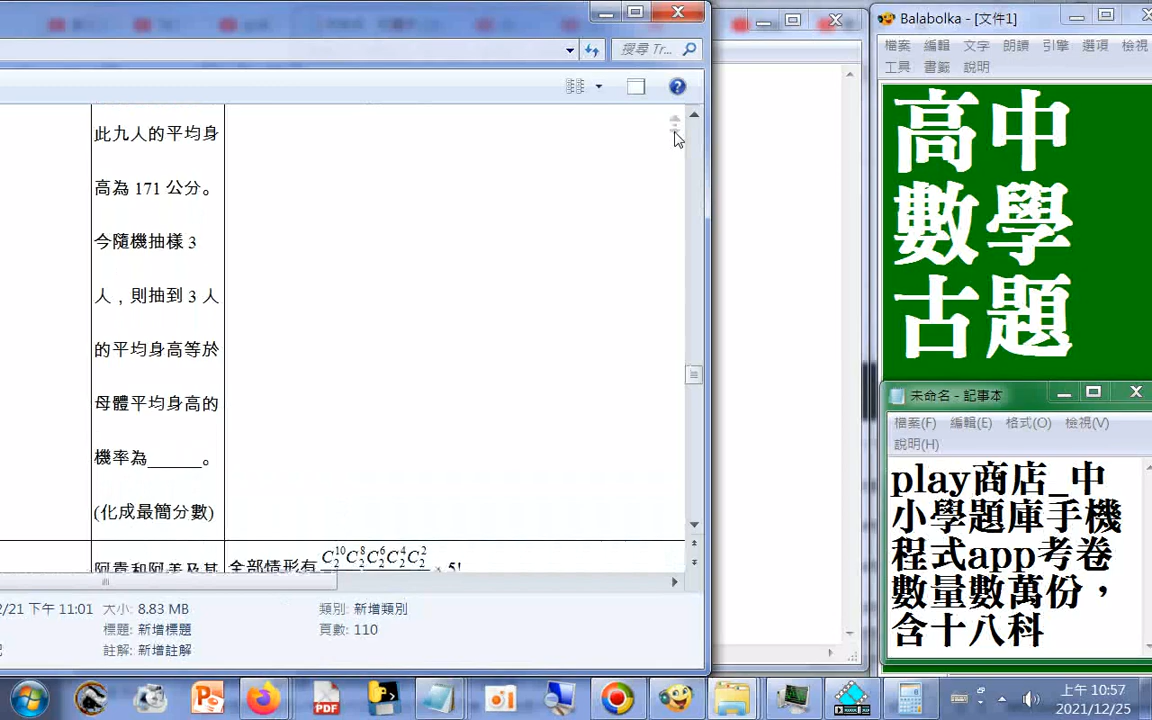 搜尋 Tr...
此九人的平均身
高為 171 公分。
今隨機抽樣 3
人，則抽到 3 人
的平均身高等於
母體平均身高的
機率為______。
(化成最簡分數)
全部情形有
2/21 下午 11:01 大小: 8.83 MB 類別: 新增類別
標題: 新增標題 頁數: 110
註解: 新增註解
Balabolka - [文件1]
檔案 編輯 文字 朗讀 引擎 選項 檢視
工具 書籤 說明
高中
數學
古題
未命名 - 記事本
檔案(F) 編輯(E) 格式(O) 檢視(V)
說明(H)
play商店_中
小學題庫手機
程式app考卷
數量數萬份，
含十八科
上午 10:57
2021/12/25